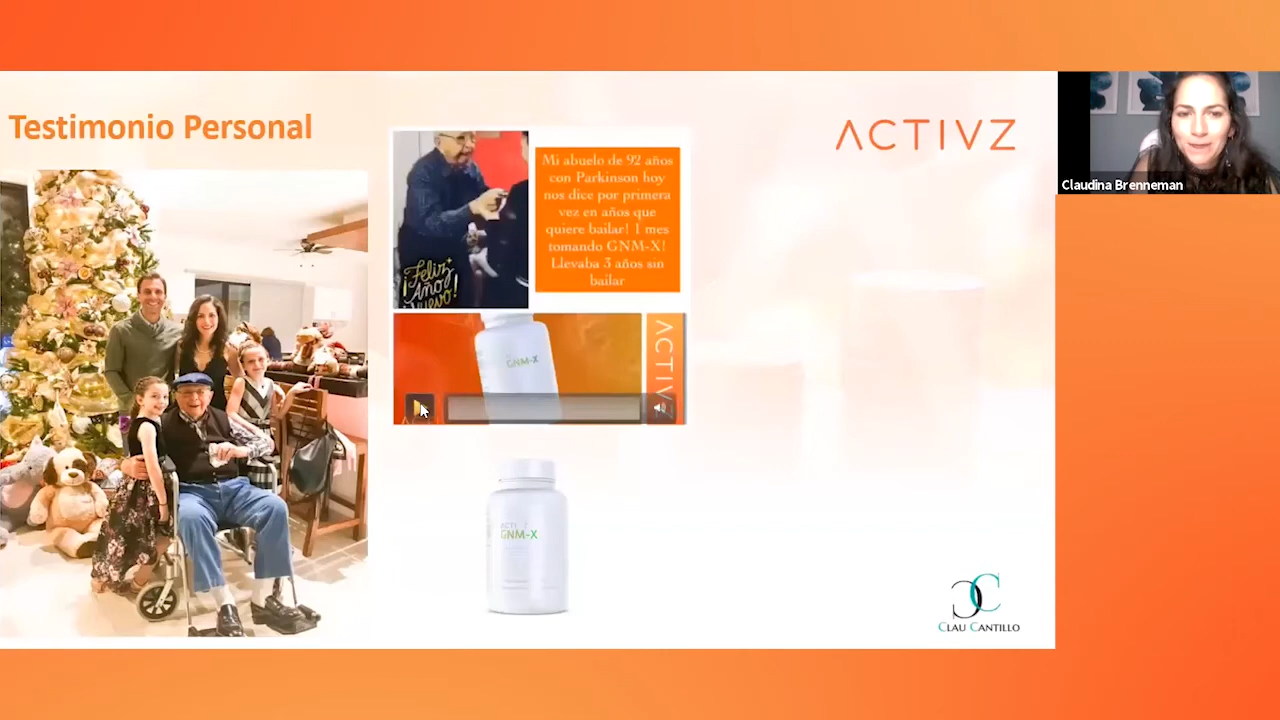 Testimonio Personal
ACTIVZ
Claudina Brenneman
Mi abuelo de 92 años
con Parkinson hoy
nos dice por primera
vez en años que
quiere bailar! 1 mes
tomando GNM-X!
Llevaba 3 años sin
bailar
¡Feliz
Año
Nuevo!
GNM-X
ACTIV
GNM-X
CC
CLAU CANTILLO